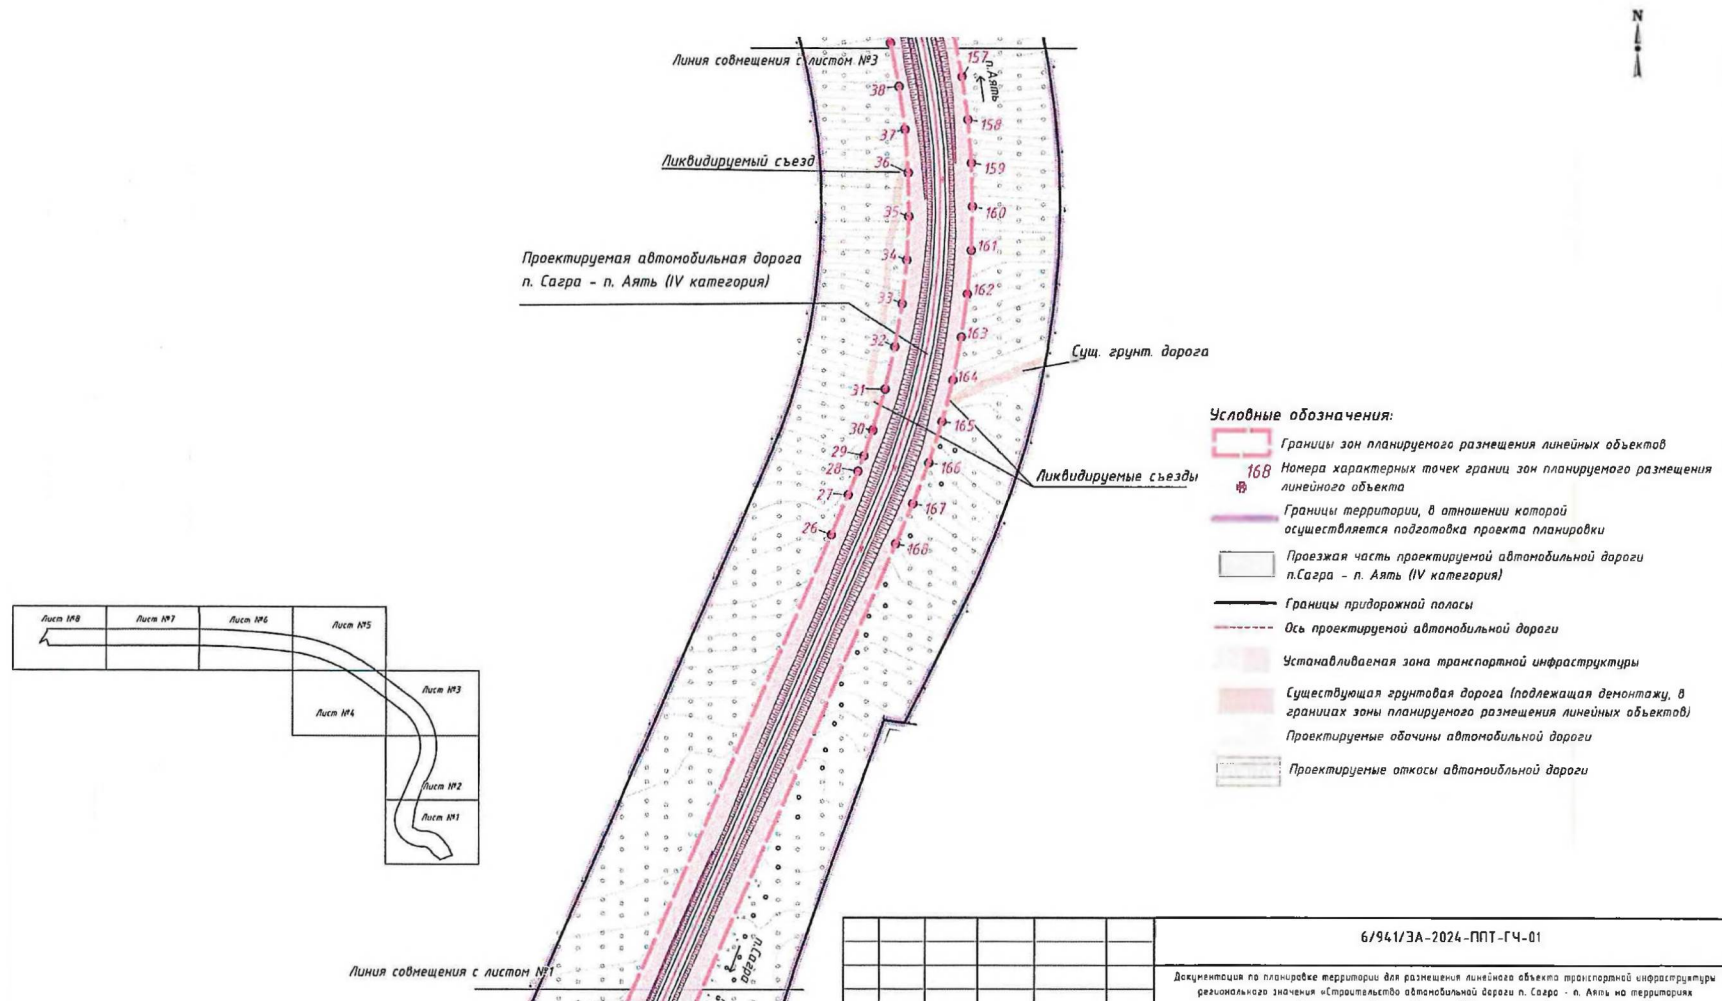 N
Линия совмещения с листом №3
157
п.Аять
38
158
37
Ликвидируемый съезд
36
159
35
160
34
161
Проектируемая автомобильная дорога
п. Сагра - п. Аять (IV категория)
33
162
32
163
Сущ. грунт. дорога
31
164
30
165
29
28
166
Ликвидируемые съезды
27
167
26
168
Условные обозначения:
Границы зон планируемого размещения линейных объектов
168 Номера характерных точек границ зон планируемого размещения
линейного объекта
Границы территории, в отношении которой
осуществляется подготовка проекта планировки
Проезжая часть проектируемой автомобильной дороги
п.Сагра - п. Аять (IV категория)
Границы придорожной полосы
Ось проектируемой автомобильной дороги
Устанавливаемая зона транспортной инфраструктуры
Существующая грунтовая дорога (подлежащая демонтажу, в
границах зоны планируемого размещения линейных объектов)
Проектируемые обочины автомобильной дороги
Проектируемые откосы автомоибльной дороги
Лист №8
Лист №7
Лист №6
Лист №5
Лист №4
Лист №3
Лист №2
Лист №1
п.Сагра
Линия совмещения с листом №1
6/941/ЭА-2024-ППТ-ГЧ-01
Документация по планировке территории для размещения линейного объекта транспортной инфраструктуры
регионального значения «Строительство автомобильной дороги п. Сагра - п. Аять на территориях